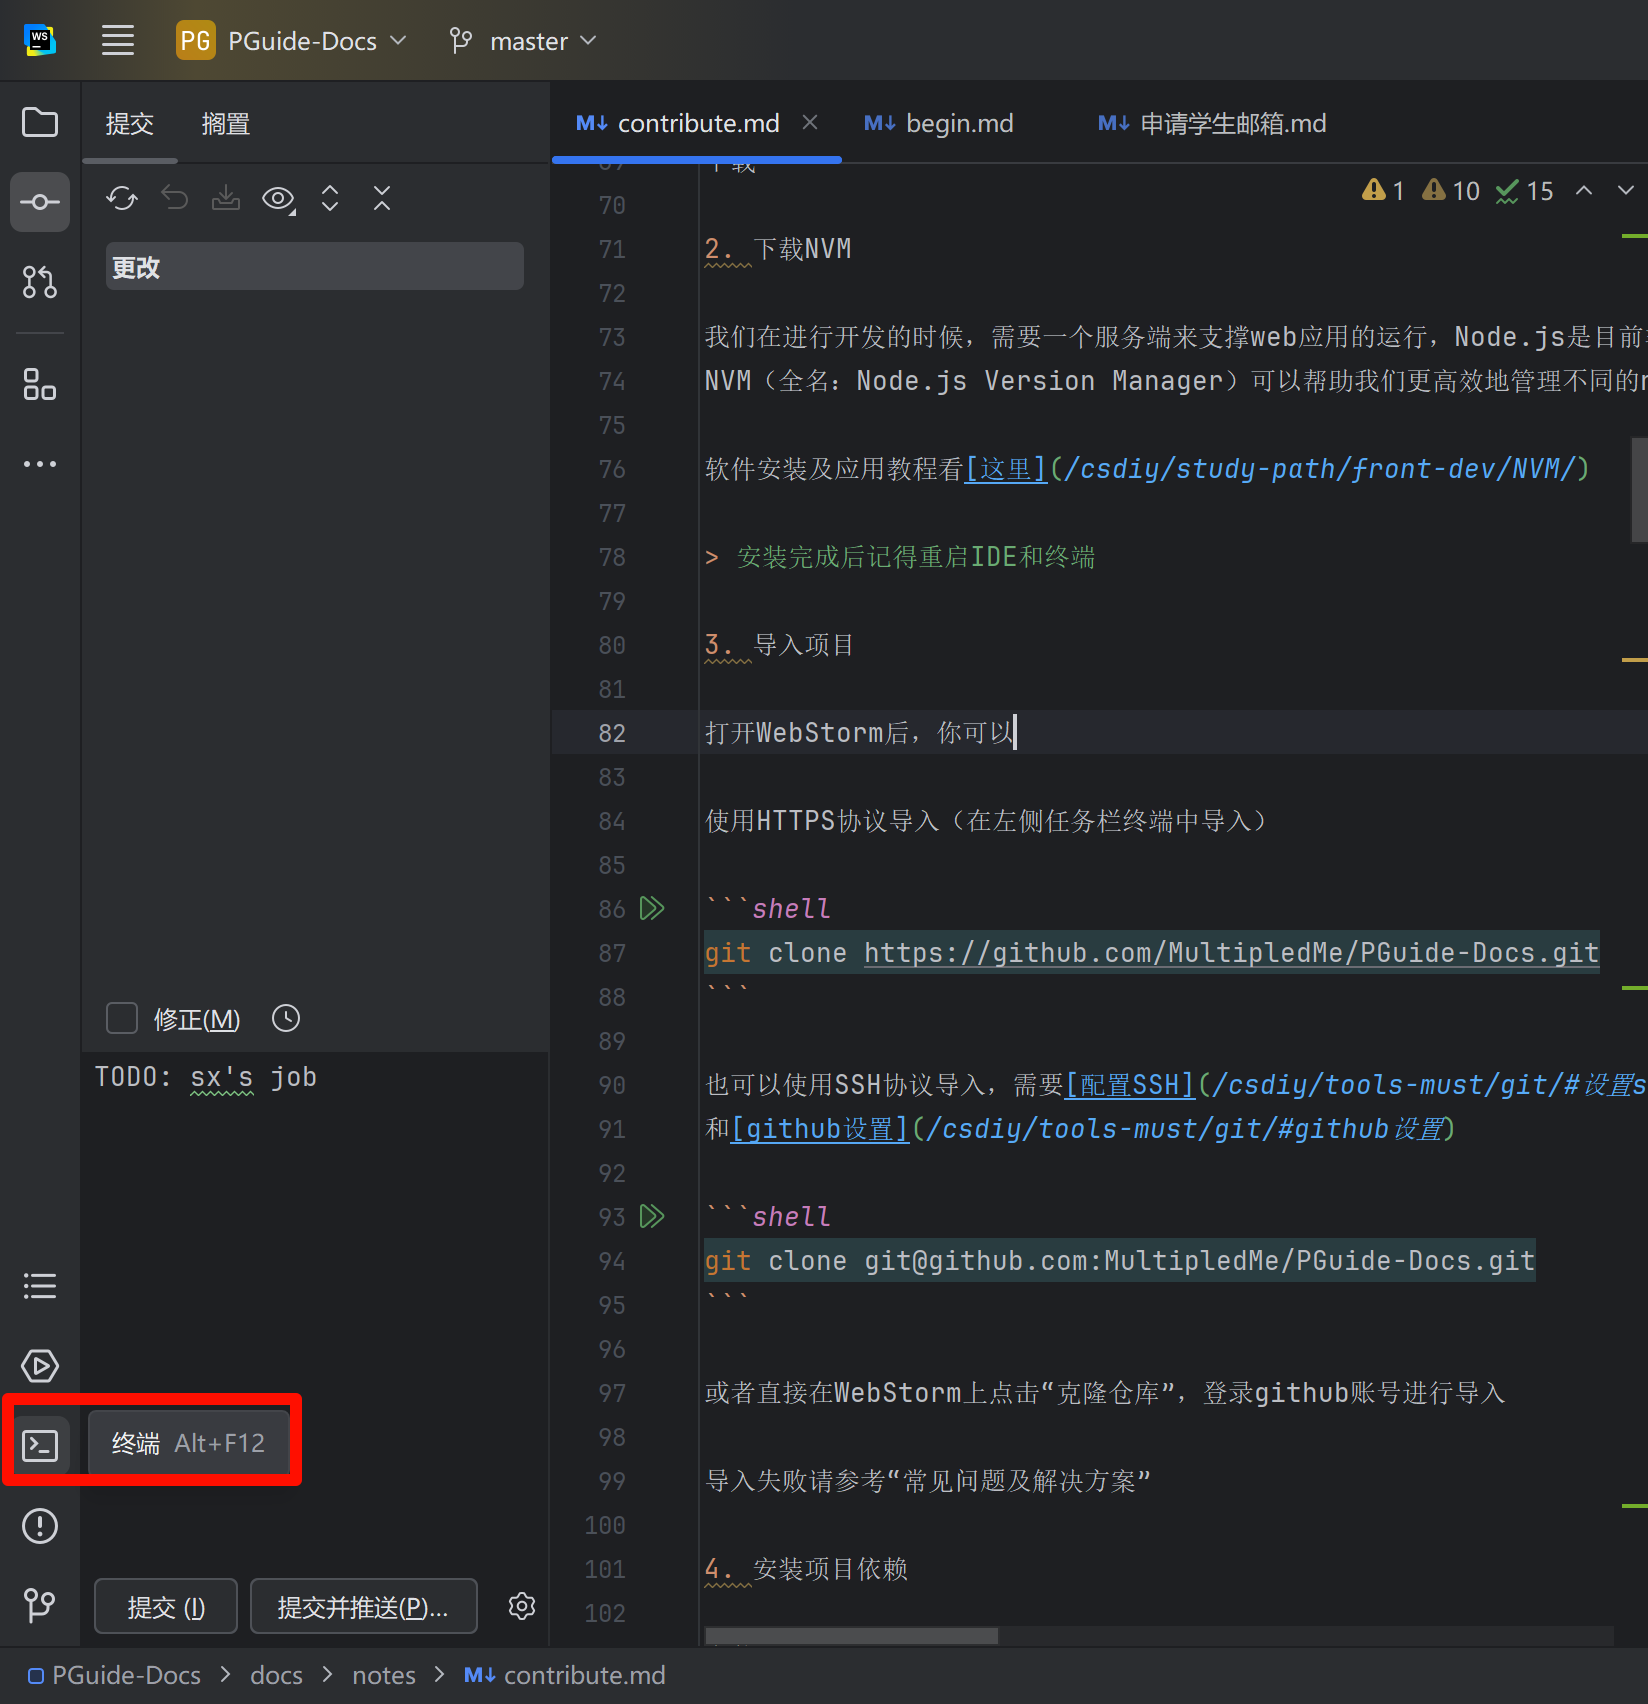 WS
PG PGuide-Docs master
提交 搁置
contribute.md begin.md 申请学生邮箱.md
1 10 15
更改
70
71 2. 下载NVM
72
73 我们在进行开发的时候，需要一个服务端来支撑web应用的运行，Node.js是目前
74 NVM（全名：Node.js Version Manager）可以帮助我们更高效地管理不同的
75
76 软件安装及应用教程看[这里](/csdiy/study-path/front-dev/NVM/)
77
78 > 安装完成后记得重启IDE和终端
79
80 3. 导入项目
81
82 打开WebStorm后，你可以
83
84 使用HTTPS协议导入（在左侧任务栏终端中导入）
85
86 ```shell
87 git clone https://github.com/MultipledMe/PGuide-Docs.git
88 ```
89
90 也可以使用SSH协议导入，需要[配置SSH](/csdiy/tools-must/git/#设置s
91 和[github设置](/csdiy/tools-must/git/#github设置)
92
93 ```shell
94 git clone git@github.com:MultipledMe/PGuide-Docs.git
95 ```
96
97 或者直接在WebStorm上点击“克隆仓库”，登录github账号进行导入
98
99 导入失败请参考“常见问题及解决方案”
100
101 4. 安装项目依赖
102
修正(M)
TODO: sx's job
终端 Alt+F12
提交 (I) 提交并推送(P)...
PGuide-Docs > docs > notes > M↓ contribute.md